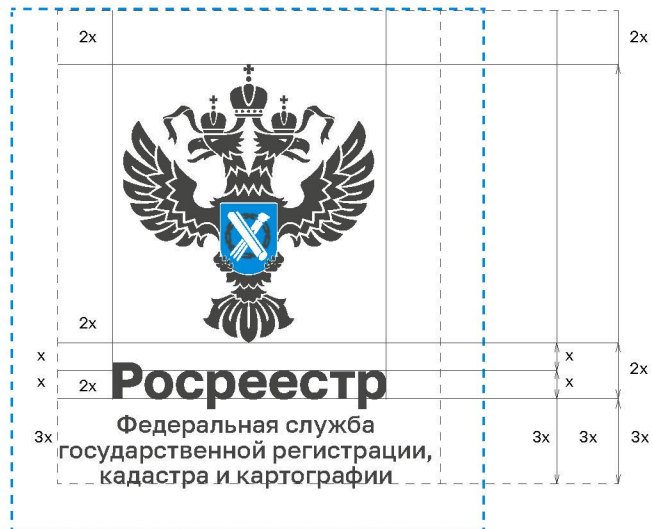 2x 2x
2x
x x
2x
x 2x x
Росреестр
Федеральная служба
3x 3x 3x 3x
государственной регистрации,
кадастра и картографии